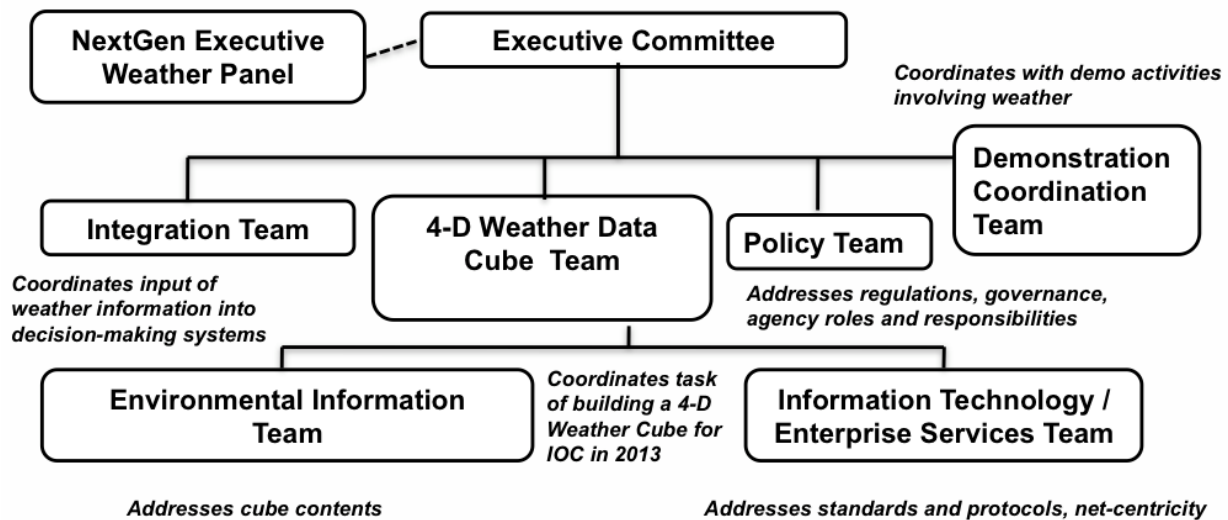 NextGen Executive
Weather Panel
Executive Committee
Coordinates with demo activities
involving weather
Demonstration
Coordination
Team
Integration Team
4-D Weather Data
Cube Team
Policy Team
Coordinates input of
weather information into
decision-making systems
Addresses regulations, governance,
agency roles and responsibilities
Environmental Information
Team
Coordinates task
of building a 4-D
Weather Cube for
IOC in 2013
Information Technology /
Enterprise Services Team
Addresses cube contents
Addresses standards and protocols, net-centricity